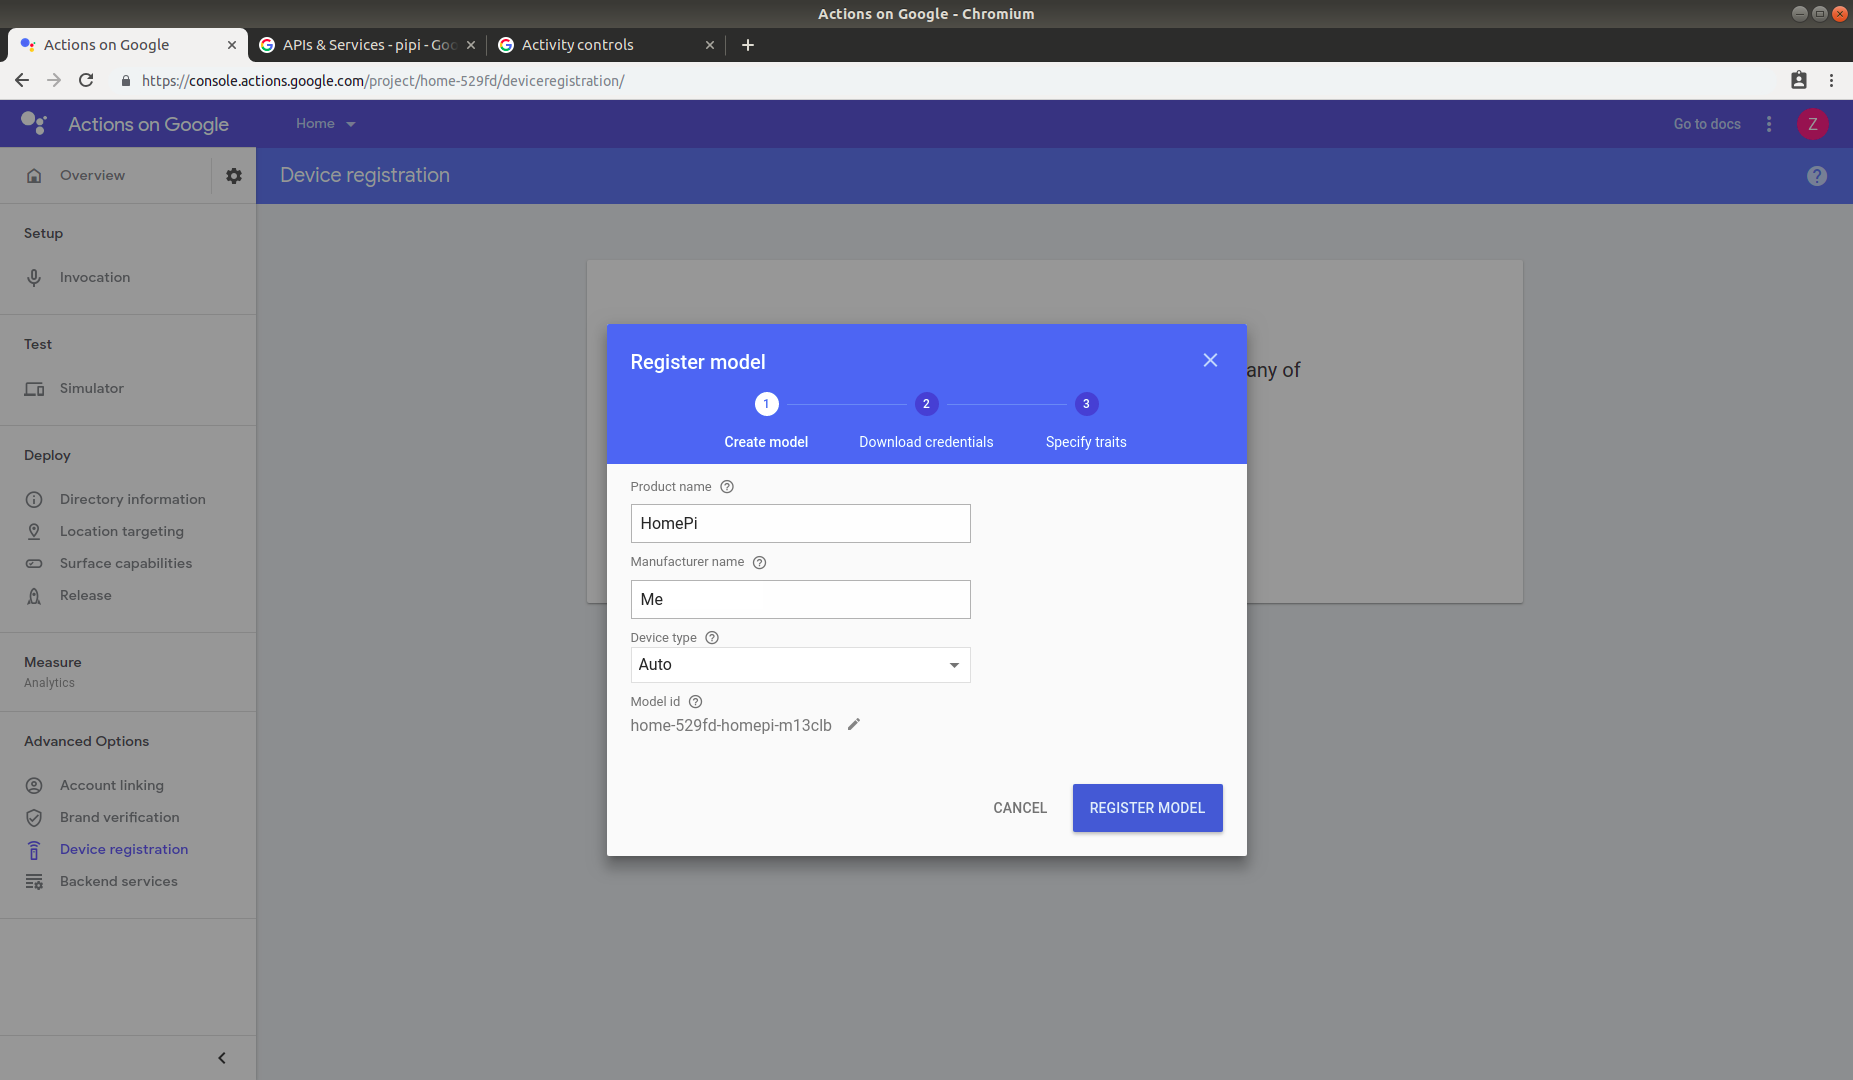 Actions on Google - Chromium
Actions on Google
APIs & Services - pipi - Goo
Activity controls
https://console.actions.google.com/project/home-529fd/deviceregistration/
Actions on Google
Home
Go to docs
Z
Overview
Device registration
Setup
Invocation
Test
Simulator
Deploy
Directory information
Location targeting
Surface capabilities
Release
Measure
Analytics
Advanced Options
Account linking
Brand verification
Device registration
Backend services
any of
Register model
1
2
3
Create model
Download credentials
Specify traits
Product name
HomePi
Manufacturer name
Me
Device type
Auto
Model id
home-529fd-homepi-m13clb
CANCEL
REGISTER MODEL